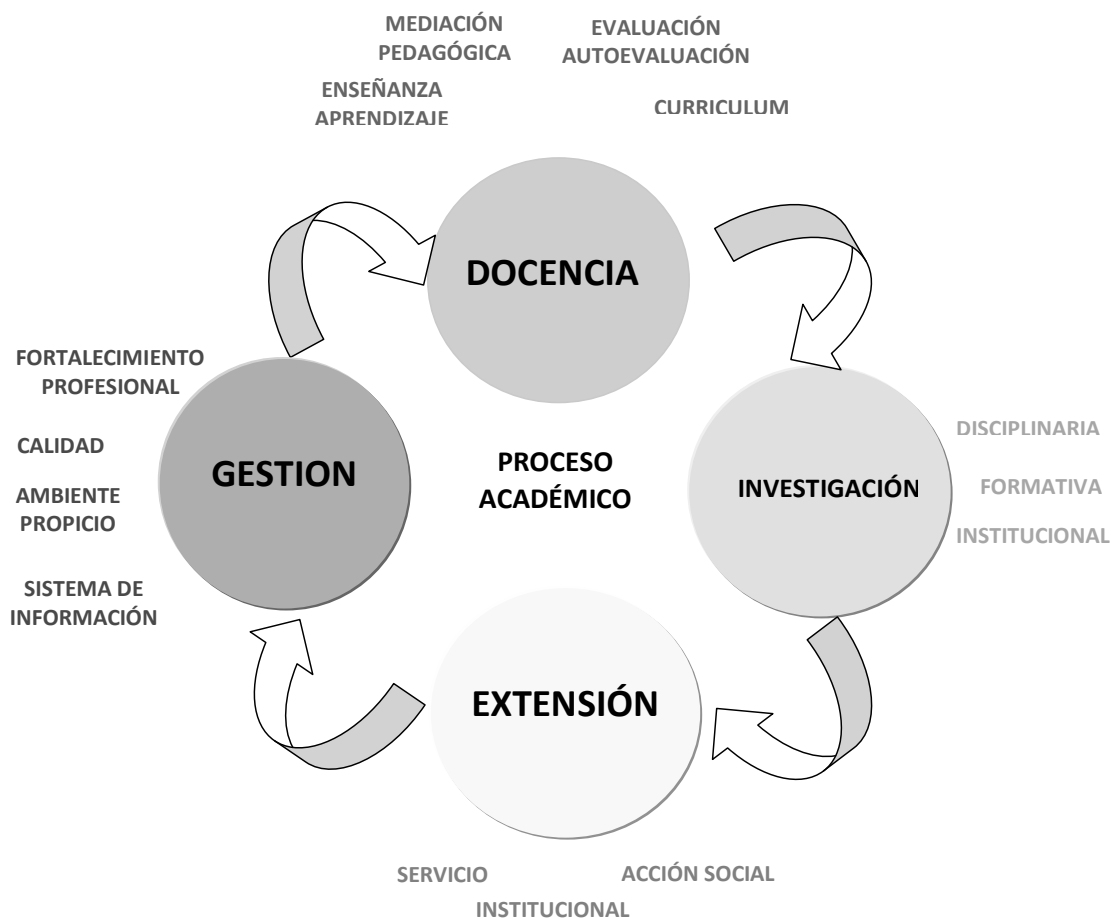 MEDIACIÓN
PEDAGÓGICA
EVALUACIÓN
AUTOEVALUACIÓN
ENSEÑANZA
APRENDIZAJE
CURRICULUM
DOCENCIA
FORTALECIMIENTO
PROFESIONAL
CALIDAD
AMBIENTE
PROPICIO
SISTEMA DE
INFORMACIÓN
GESTION
PROCESO
ACADÉMICO
INVESTIGACIÓN
DISCIPLINARIA
FORMATIVA
INSTITUCIONAL
EXTENSIÓN
SERVICIO
ACCIÓN SOCIAL
INSTITUCIONAL